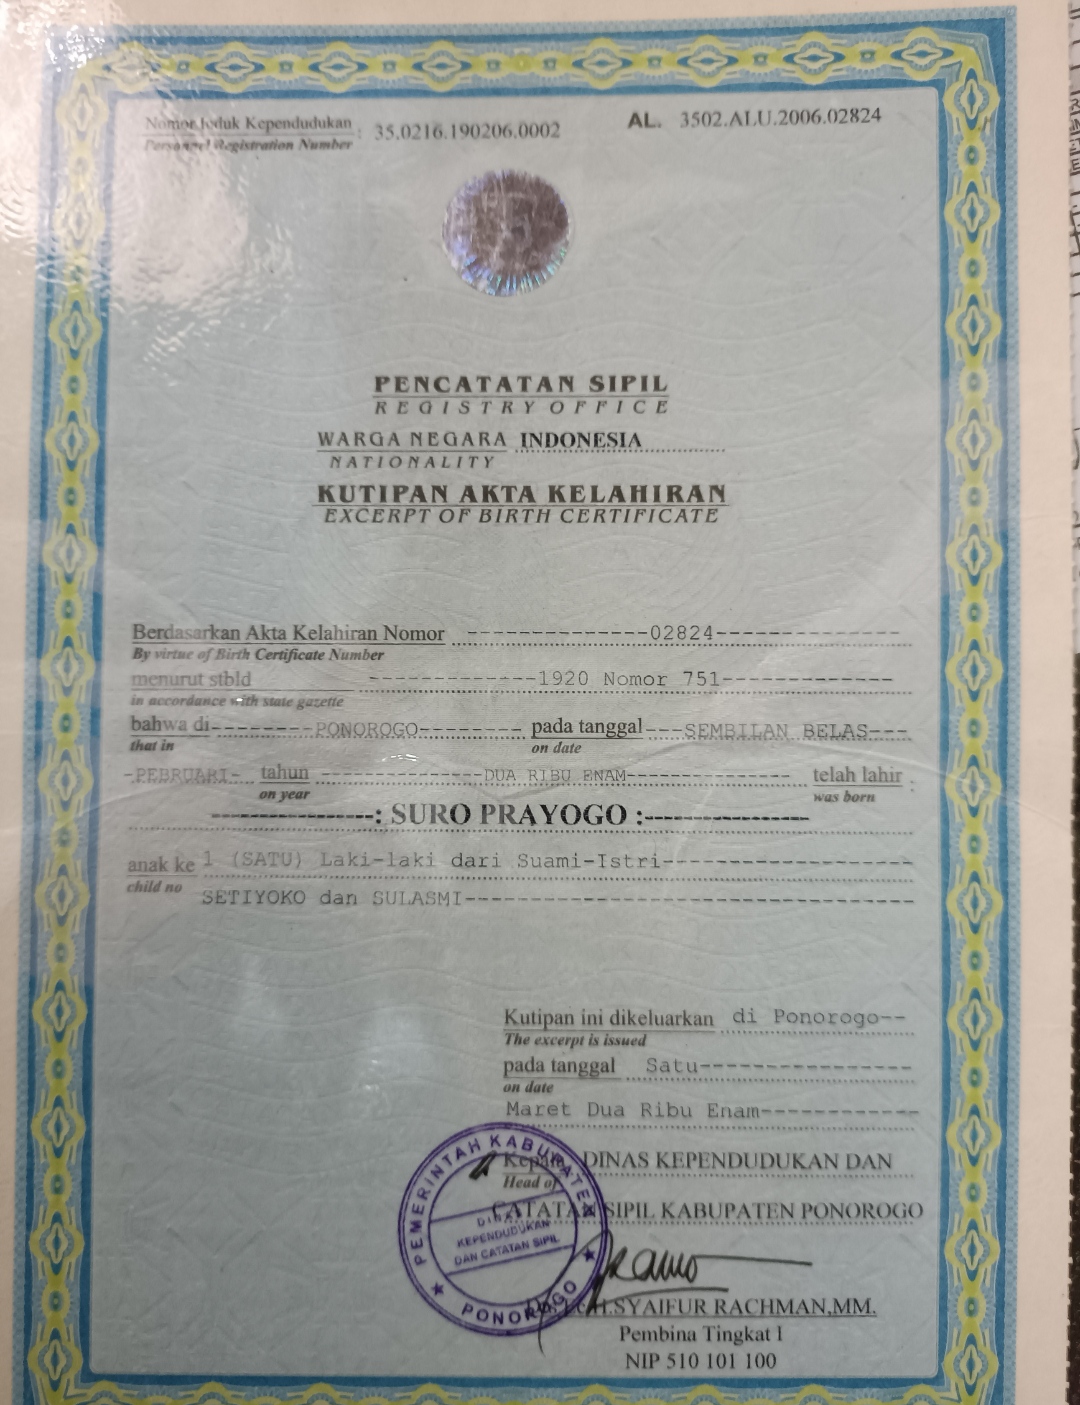 Nomor Induk Kependudukan : 35.0216.190206.0002
Personnel Registration Number
AL. 3502.ALU.2006.02824
PENCATATAN SIPIL
REGISTRY OFFICE
WARGA NEGARA INDONESIA
NATIONALITY
KUTIPAN AKTA KELAHIRAN
EXCERPT OF BIRTH CERTIFICATE
Berdasarkan Akta Kelahiran Nomor -------------02824-------------
By virtue of Birth Certificate Number
menurut stbld ------------1920 Nomor 751------------
in accordance with state gazette
bahwa di--------PONOROGO-------- pada tanggal ---SEMBILAN BELAS---
that in on date
-PEBRUARI- tahun ------------DUA RIBU ENAM------------ telah lahir :
on year was born
----------------: SURO PRAYOGO :----------------
anak ke 1 (SATU) Laki-laki dari Suami-Istri------------------
child no
SETIYOKO dan SULASMI--------------------------------
Kutipan ini dikeluarkan di Ponorogo--
The excerpt is issued
pada tanggal Satu---------------
on date
Maret Dua Ribu Enam-----------
Kepala DINAS KEPENDUDUKAN DAN
Head of
CATATAN SIPIL KABUPATEN PONOROGO
PEMERINTAH KABUPATEN
DINAS
KEPENDUDUKAN
DAN CATATAN SIPIL
PONOROGO
H.SYAIFUR RACHMAN,MM.
Pembina Tingkat I
NIP 510 101 100